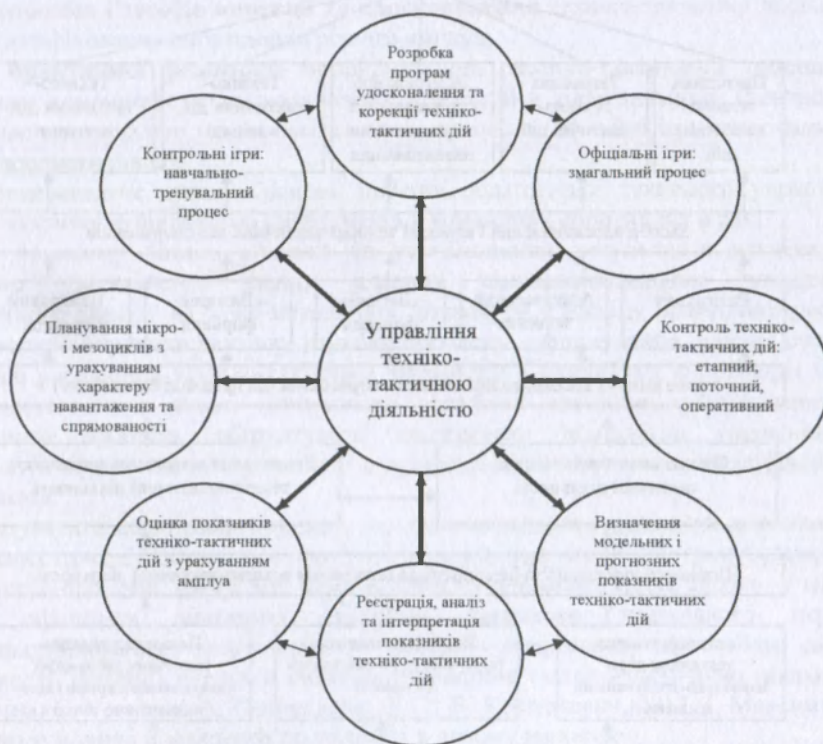 Розробка
програм
удосконалення та
корекції техніко-
тактичних дій
Контрольні ігри:
навчально-
тренувальний
процес
Офіційні ігри:
змагальний процес
Планування мікро-
і мезоциклів з
урахуванням
характеру
навантаження та
спрямованості
Управління
техніко-
тактичною
діяльністю
Контроль техніко-
тактичних дій:
етапний,
поточний,
оперативний
Оцінка показників
техніко-тактичних
дій з урахуванням
амплуа
Визначення
модельних і
прогнозних
показників
техніко-тактичних
дій
Реєстрація, аналіз
та інтерпретація
показників
техніко-тактичних
дій